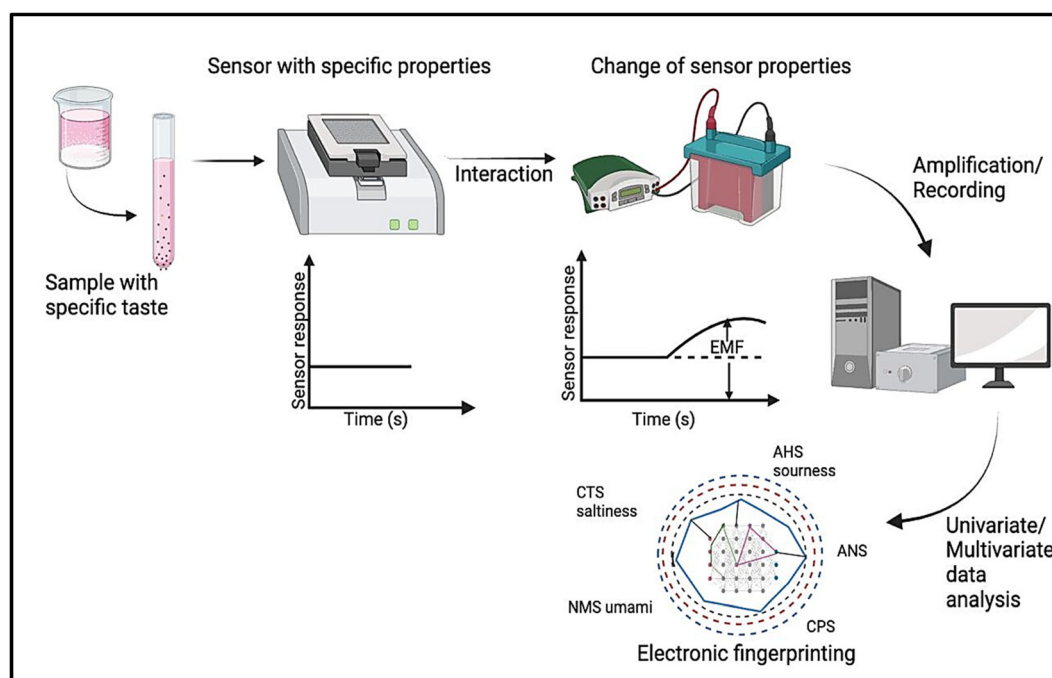 Sensor with specific properties
Change of sensor properties
Interaction
Amplification/
Recording
Sample with
specific taste
Sensor response
Time (s)
Sensor response
EMF
Time (s)
AHS
sourness
CTS
saltiness
ANS
NMS umami
CPS
Electronic fingerprinting
Univariate/
Multivariate
data
analysis